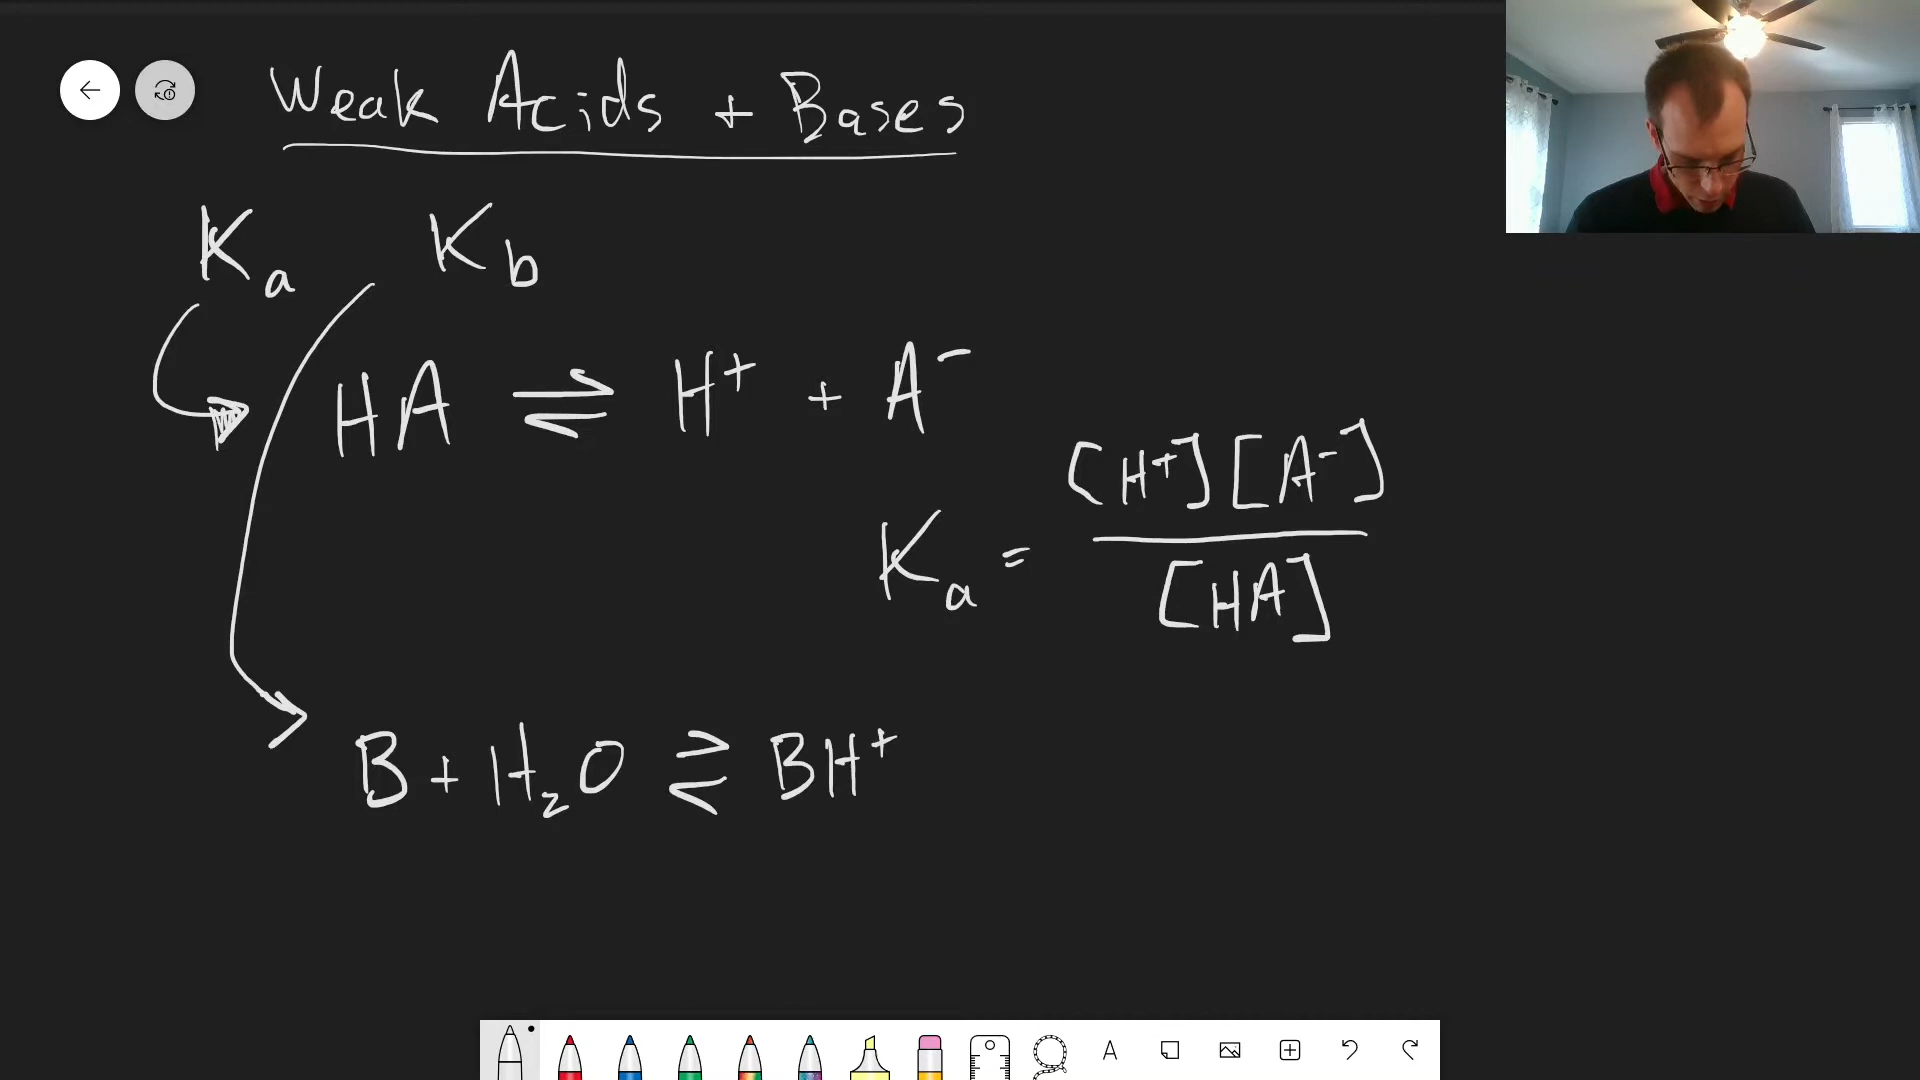 Weak Acids + Bases
Ka Kb
HA ⇌ H⁺ + A⁻
Ka = [H⁺][A⁻] / [HA]
B + H₂O ⇌ BH⁺
A